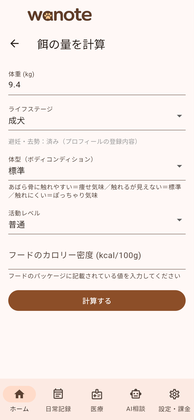 wanote
餌の量を計算
体重 (kg)
9.4
ライフステージ
成犬
避妊・去勢：済み（プロフィールの登録内容）
体型（ボディコンディション）
標準
あばら骨に触れやすい＝痩せ気味／触れるが見えない＝標準
／触れにくい＝ぽっちゃり気味
活動レベル
普通
フードのカロリー密度 (kcal/100g)
フードのパッケージに記載されている値を入力してください
計算する
ホーム 日常記録 医療 AI相談 設定・課金